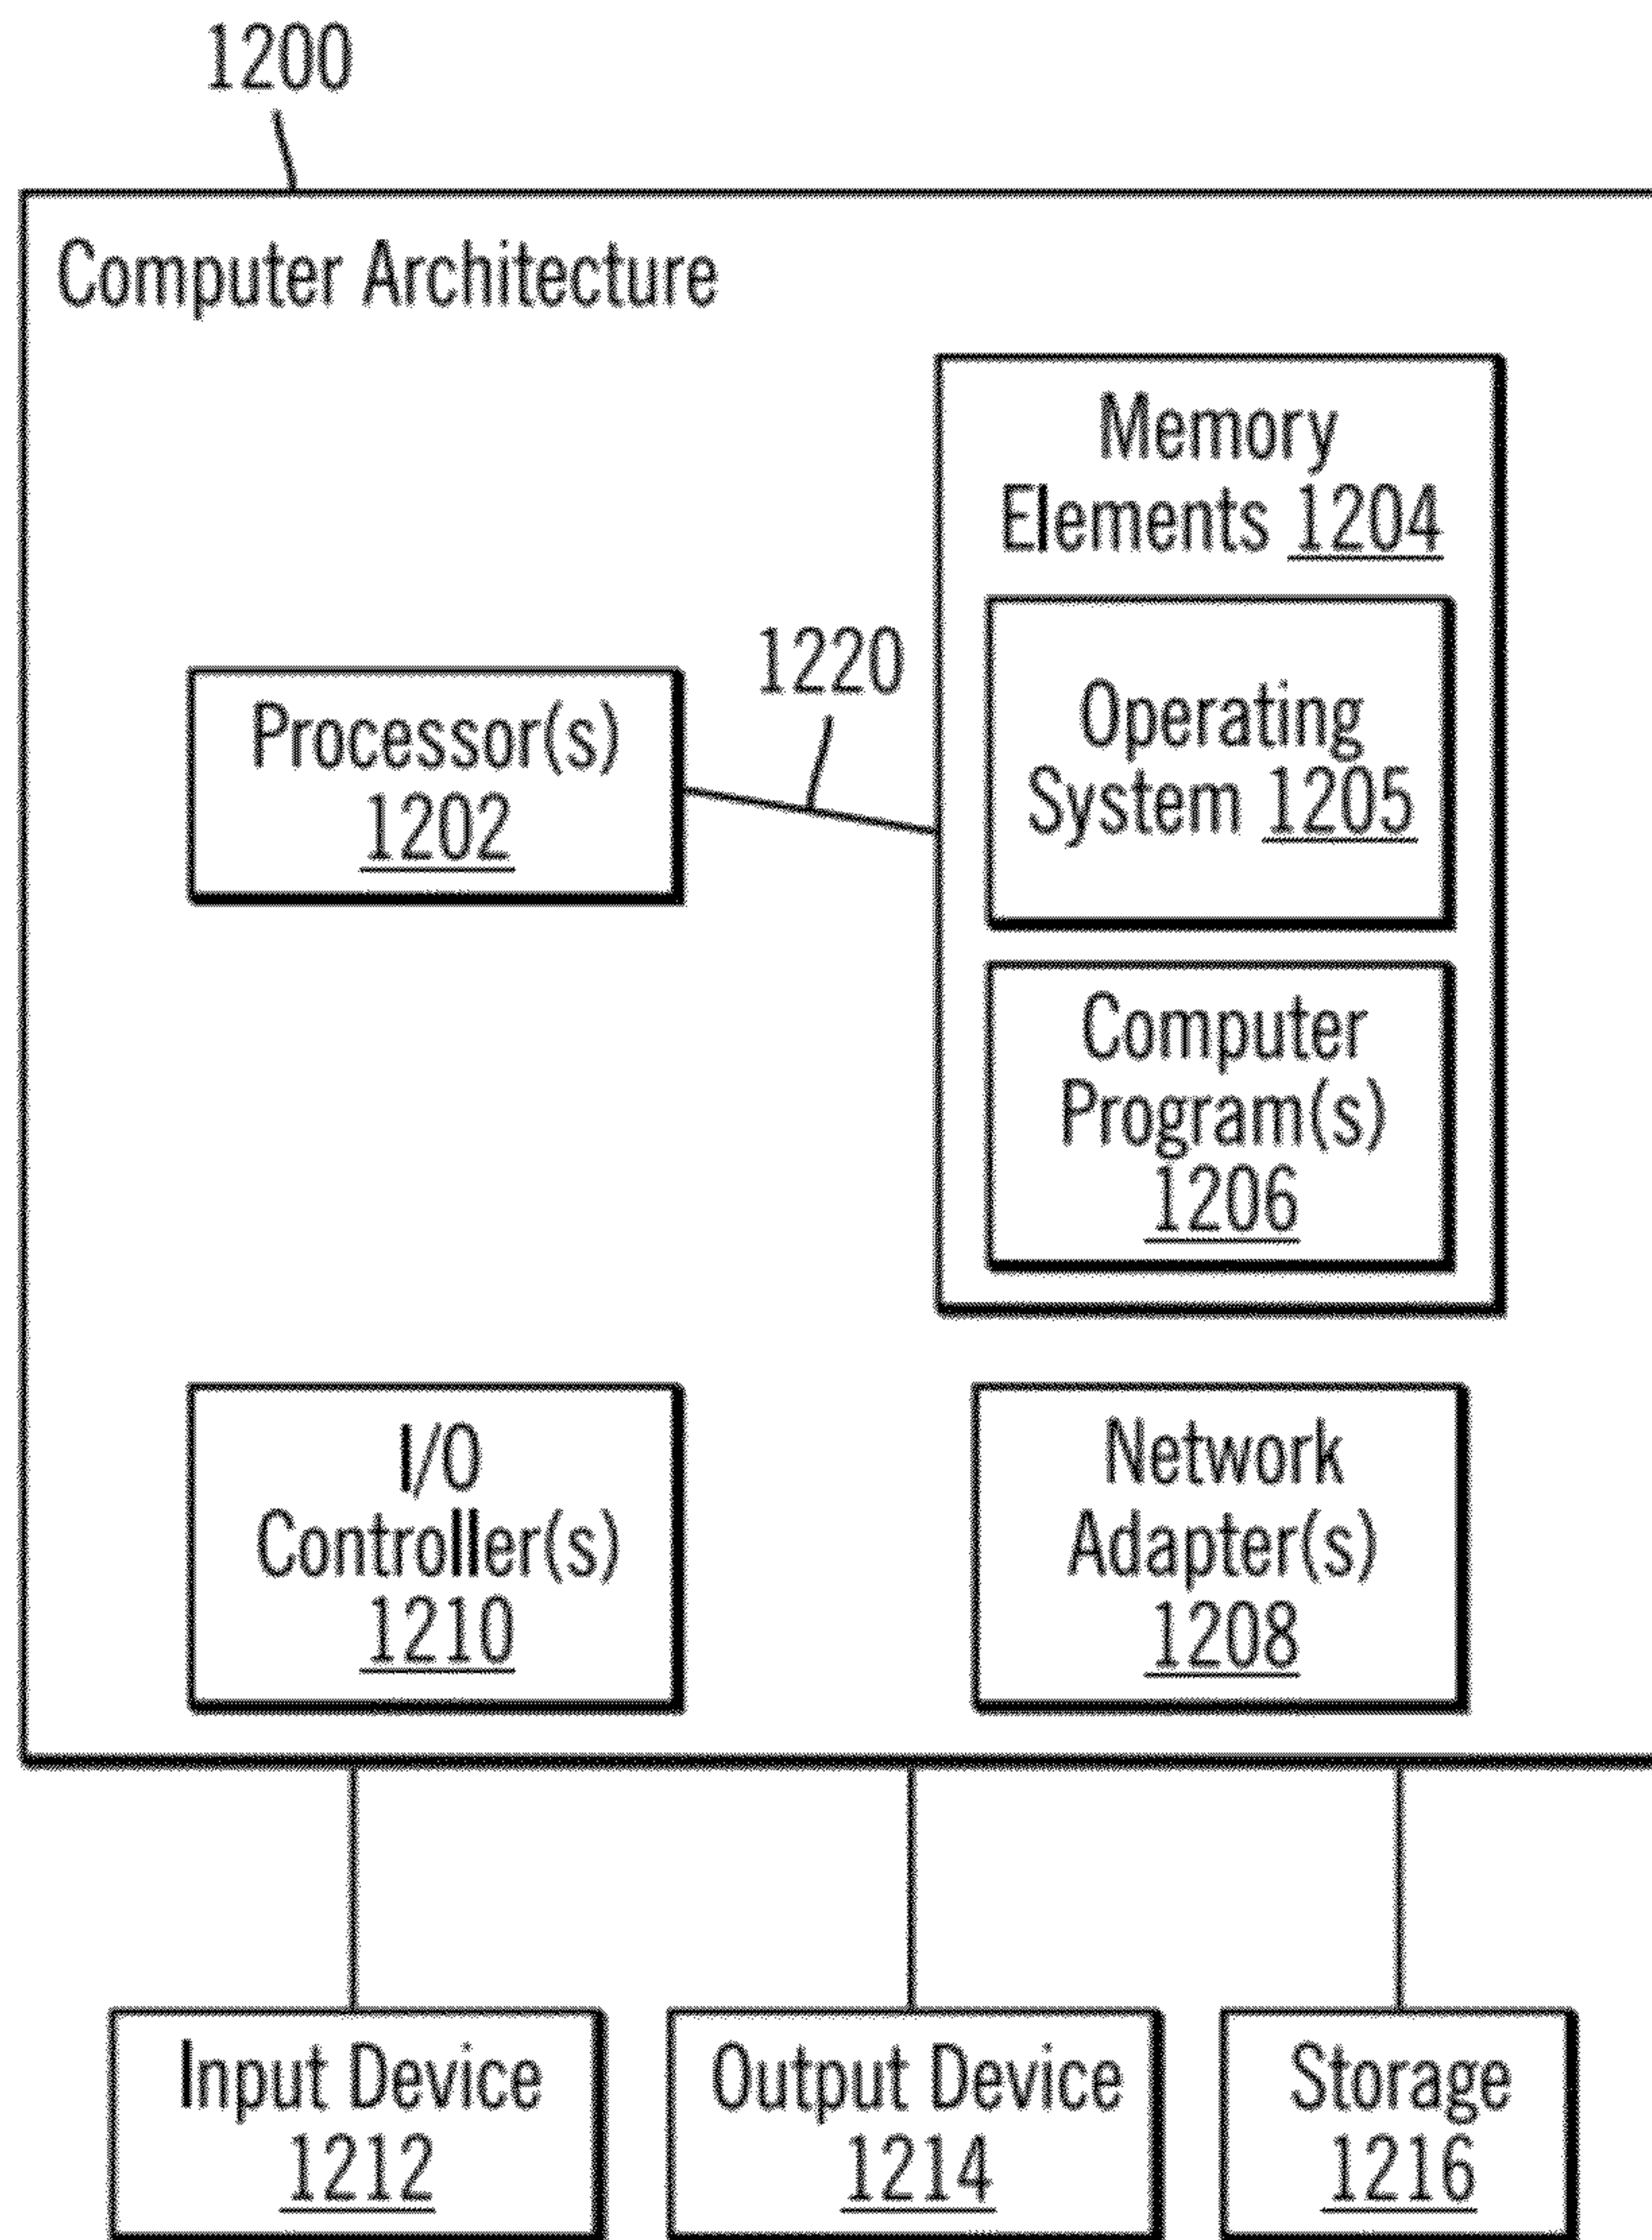 1200
Computer Architecture
Memory
Elements 1204
Operating
System 1205
1220
Processor(s)
1202
Computer
Program(s)
1206
I/O
Controller(s)
1210
Network
Adapter(s)
1208
Input Device
1212
Output Device
1214
Storage
1216